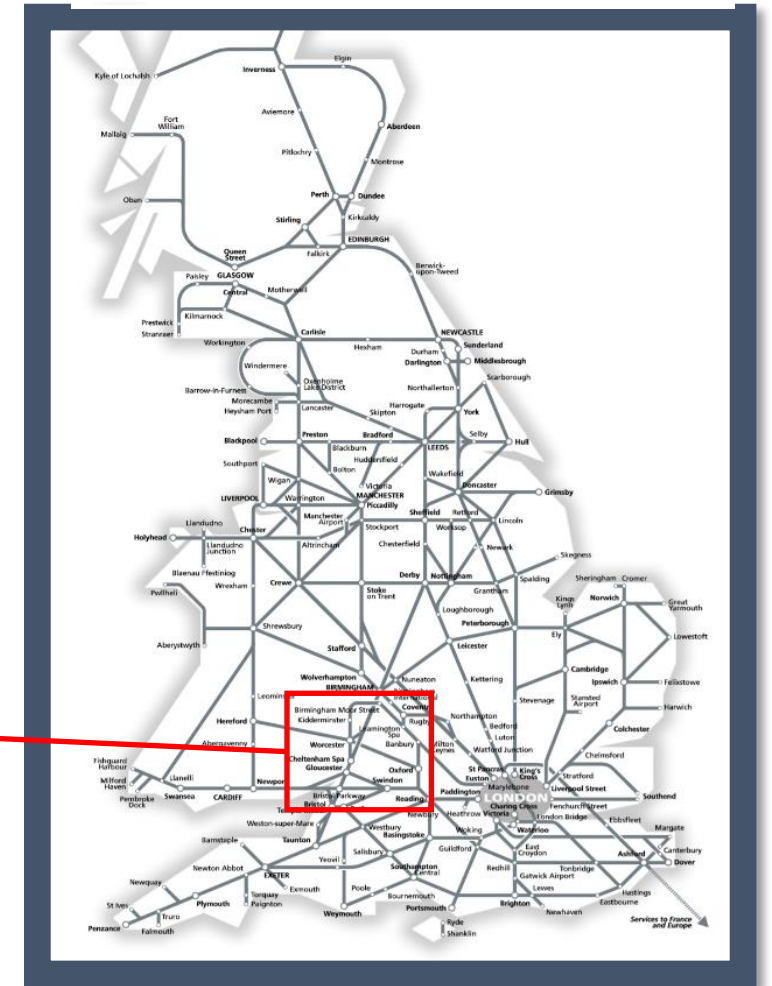 Elgin
Inverness
Kyle of Lochalsh
Aviemore
Fort
William
Mallaig
Aberdeen
Pitlochry
Montrose
Perth
Dundee
Oban
Stirling
Kirkcaldy
EDINBURGH
Queen
Street
Falkirk
Berwick-
upon-Tweed
Paisley
GLASGOW
Central
Motherwell
Prestwick
Kilmarnock
Stranraer
Carlisle
NEWCASTLE
Workington
Hexham
Durham
Sunderland
Darlington
Middlesbrough
Windermere
Scarborough
Oxenholme
Lake District
Northallerton
Barrow-in-Furness
Morecambe
Heysham Port
Lancaster
Harrogate
York
Skipton
Blackpool
Preston
Bradford
Selby
Hull
Blackburn
LEEDS
Southport
Huddersfield
Bolton
Wakefield
Wigan
Victoria
Doncaster
LIVERPOOL
Warrington
MANCHESTER
Piccadilly
Grimsby
Manchester
Airport
Sheffield
Retford
Lincoln
Llandudno
Chester
Stockport
Worksop
Holyhead
Llandudno
Junction
Altrincham
Chesterfield
Newark
Skegness
Blaenau Ffestiniog
Crewe
Derby
Nottingham
Spalding
Sheringham
Cromer
Pwllheli
Wrexham
Stoke
on Trent
Grantham
Kings
Lynn
Norwich
Great
Yarmouth
Loughborough
Peterborough
Shrewsbury
Ely
Lowestoft
Aberystwyth
Stafford
Leicester
Cambridge
Wolverhampton
BIRMINGHAM
Nuneaton
Kettering
Ipswich
Felixstowe
International
Leominster
Stevenage
Stansted
Airport
Harwich
Birmingham Moor Street
Coventry
Kidderminster
Rugby
Northampton
Hereford
Leamington
Spa
Bedford
Colchester
Worcester
Banbury
Milton
Keynes
Luton
Abergavenny
Watford Junction
Chelmsford
Cheltenham Spa
Gloucester
Fishguard
Harbour
Oxford
St Pancras
King's
Cross
Euston
Stratford
Llanelli
Newport
Swindon
Milford
Haven
Marylebone
Liverpool Street
Bristol Parkway
Paddington
LONDON
Southend
Pembroke
Dock
Swansea
CARDIFF
Bristol
Reading
Charing Cross
Fenchurch Street
Newbury
Heathrow
Victoria
London Bridge
Ebbsfleet
Weston-super-Mare
Westbury
Basingstoke
Woking
Waterloo
Margate
Barnstaple
Taunton
Guildford
East
Croydon
Canterbury
Yeovil
Salisbury
Ashford
Dover
Newton Abbot
EXETER
Southampton
Central
Redhill
Tonbridge
Gatwick Airport
Newquay
Exmouth
Poole
Lewes
Hastings
Torquay
Paignton
Bournemouth
Eastbourne
St Ives
Plymouth
Weymouth
Portsmouth
Brighton
Newhaven
Truro
Ryde
Services to France
and Europe
Penzance
Falmouth
Shanklin